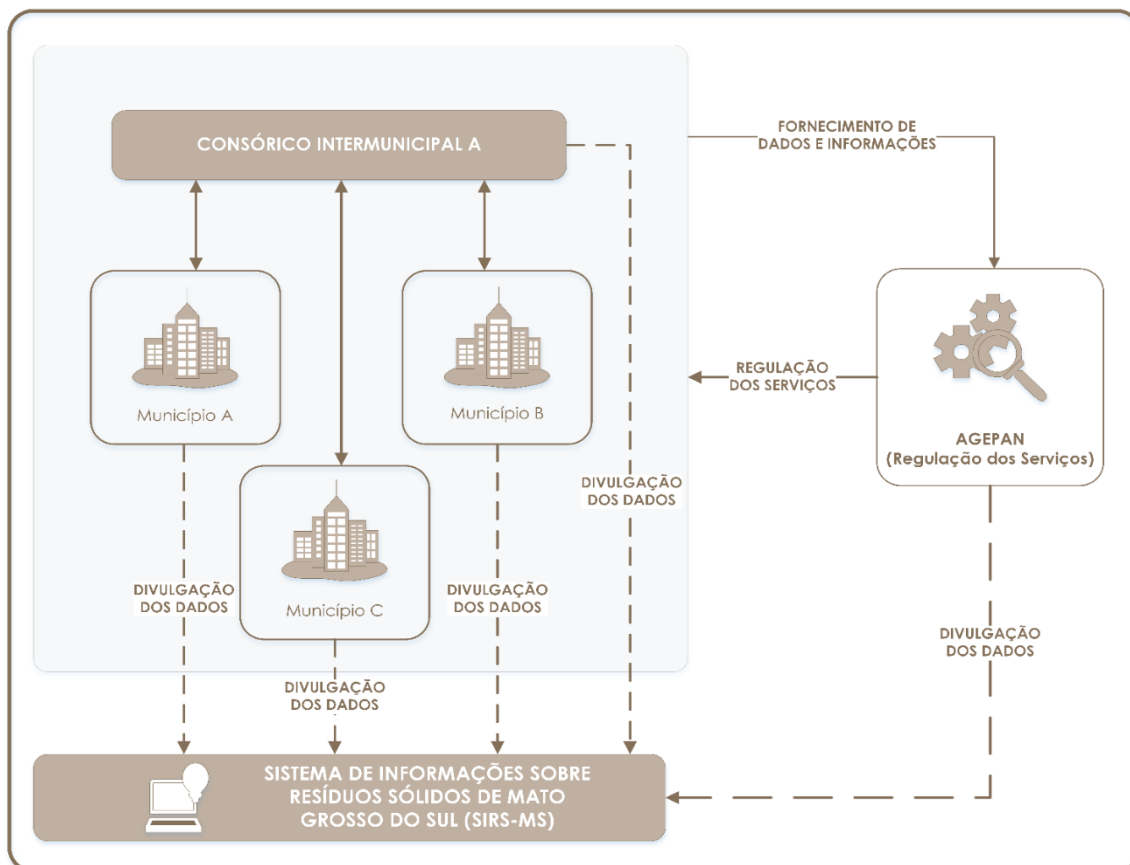 CONSÓRICO INTERMUNICIPAL A
FORNECIMENTO DE
DADOS E INFORMAÇÕES
Município A
Município B
REGULAÇÃO
DOS SERVIÇOS
AGEPAN
(Regulação dos Serviços)
DIVULGAÇÃO
DOS DADOS
Município C
DIVULGAÇÃO
DOS DADOS
DIVULGAÇÃO
DOS DADOS
DIVULGAÇÃO
DOS DADOS
DIVULGAÇÃO
DOS DADOS
SISTEMA DE INFORMAÇÕES SOBRE
RESÍDUOS SÓLIDOS DE MATO
GROSSO DO SUL (SIRS-MS)